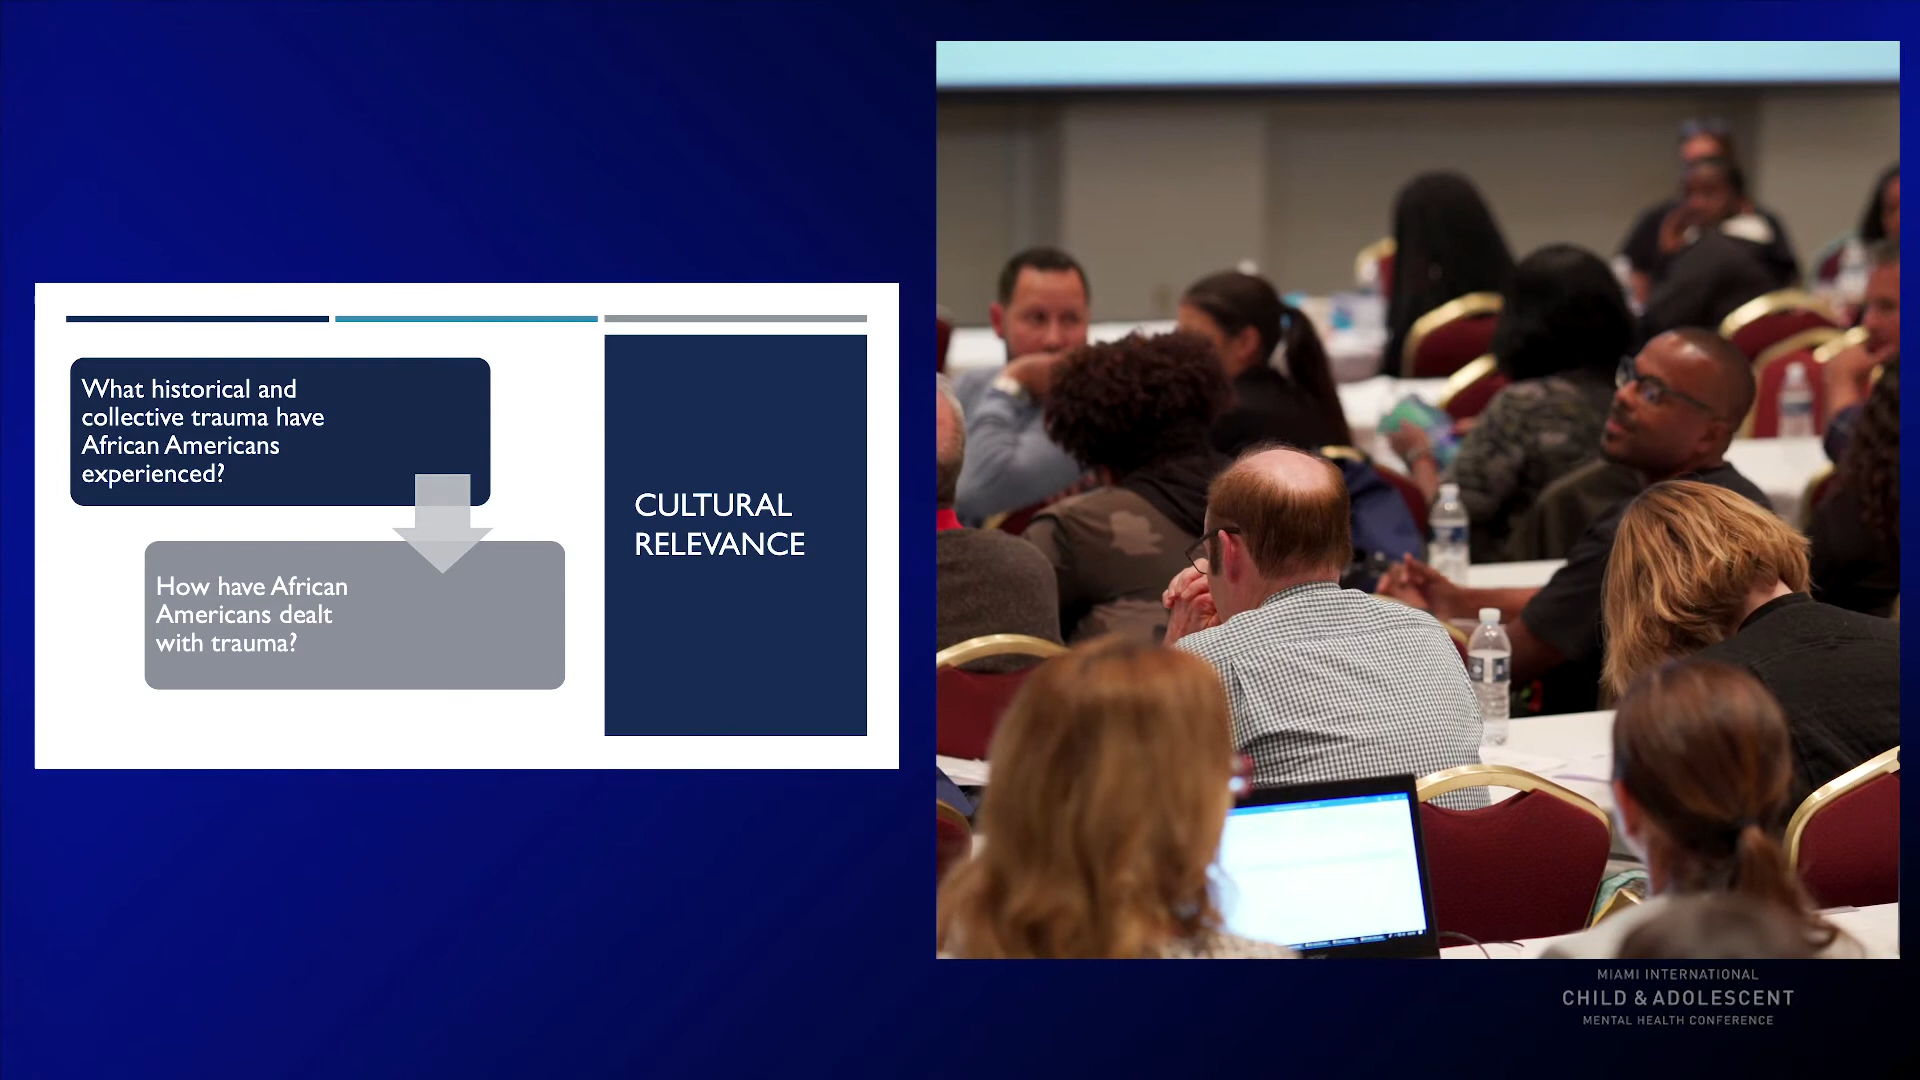 What historical and
collective trauma have
African Americans
experienced?
How have African
Americans dealt
with trauma?
CULTURAL
RELEVANCE
MIAMI INTERNATIONAL
CHILD & ADOLESCENT
MENTAL HEALTH CONFERENCE